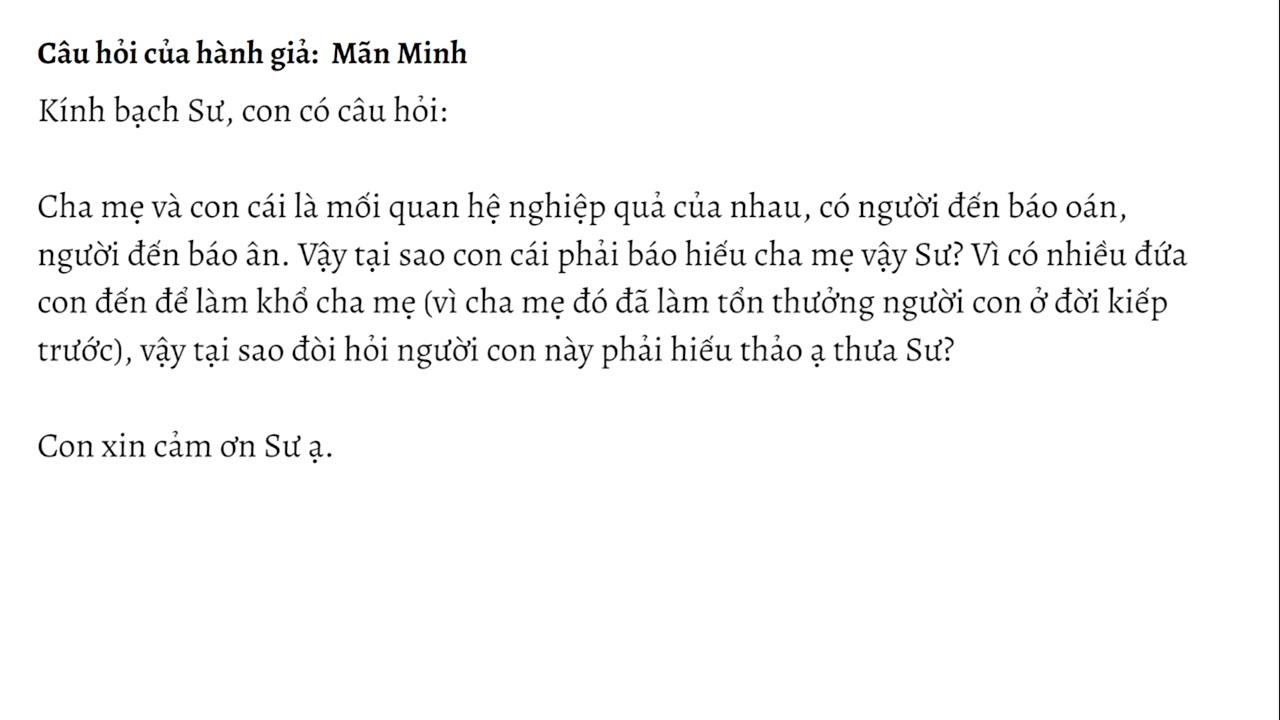 Câu hỏi của hành giả: Mãn Minh
Kính bạch Sư, con có câu hỏi:
Cha mẹ và con cái là mối quan hệ nghiệp quả của nhau, có người đến báo oán,
người đến báo ân. Vậy tại sao con cái phải báo hiếu cha mẹ vậy Sư? Vì có nhiều đứa
con đến để làm khổ cha mẹ (vì cha mẹ đó đã làm tổn thưởng người con ở đời kiếp
trước), vậy tại sao đòi hỏi người con này phải hiếu thảo ạ thưa Sư?
Con xin cảm ơn Sư ạ.